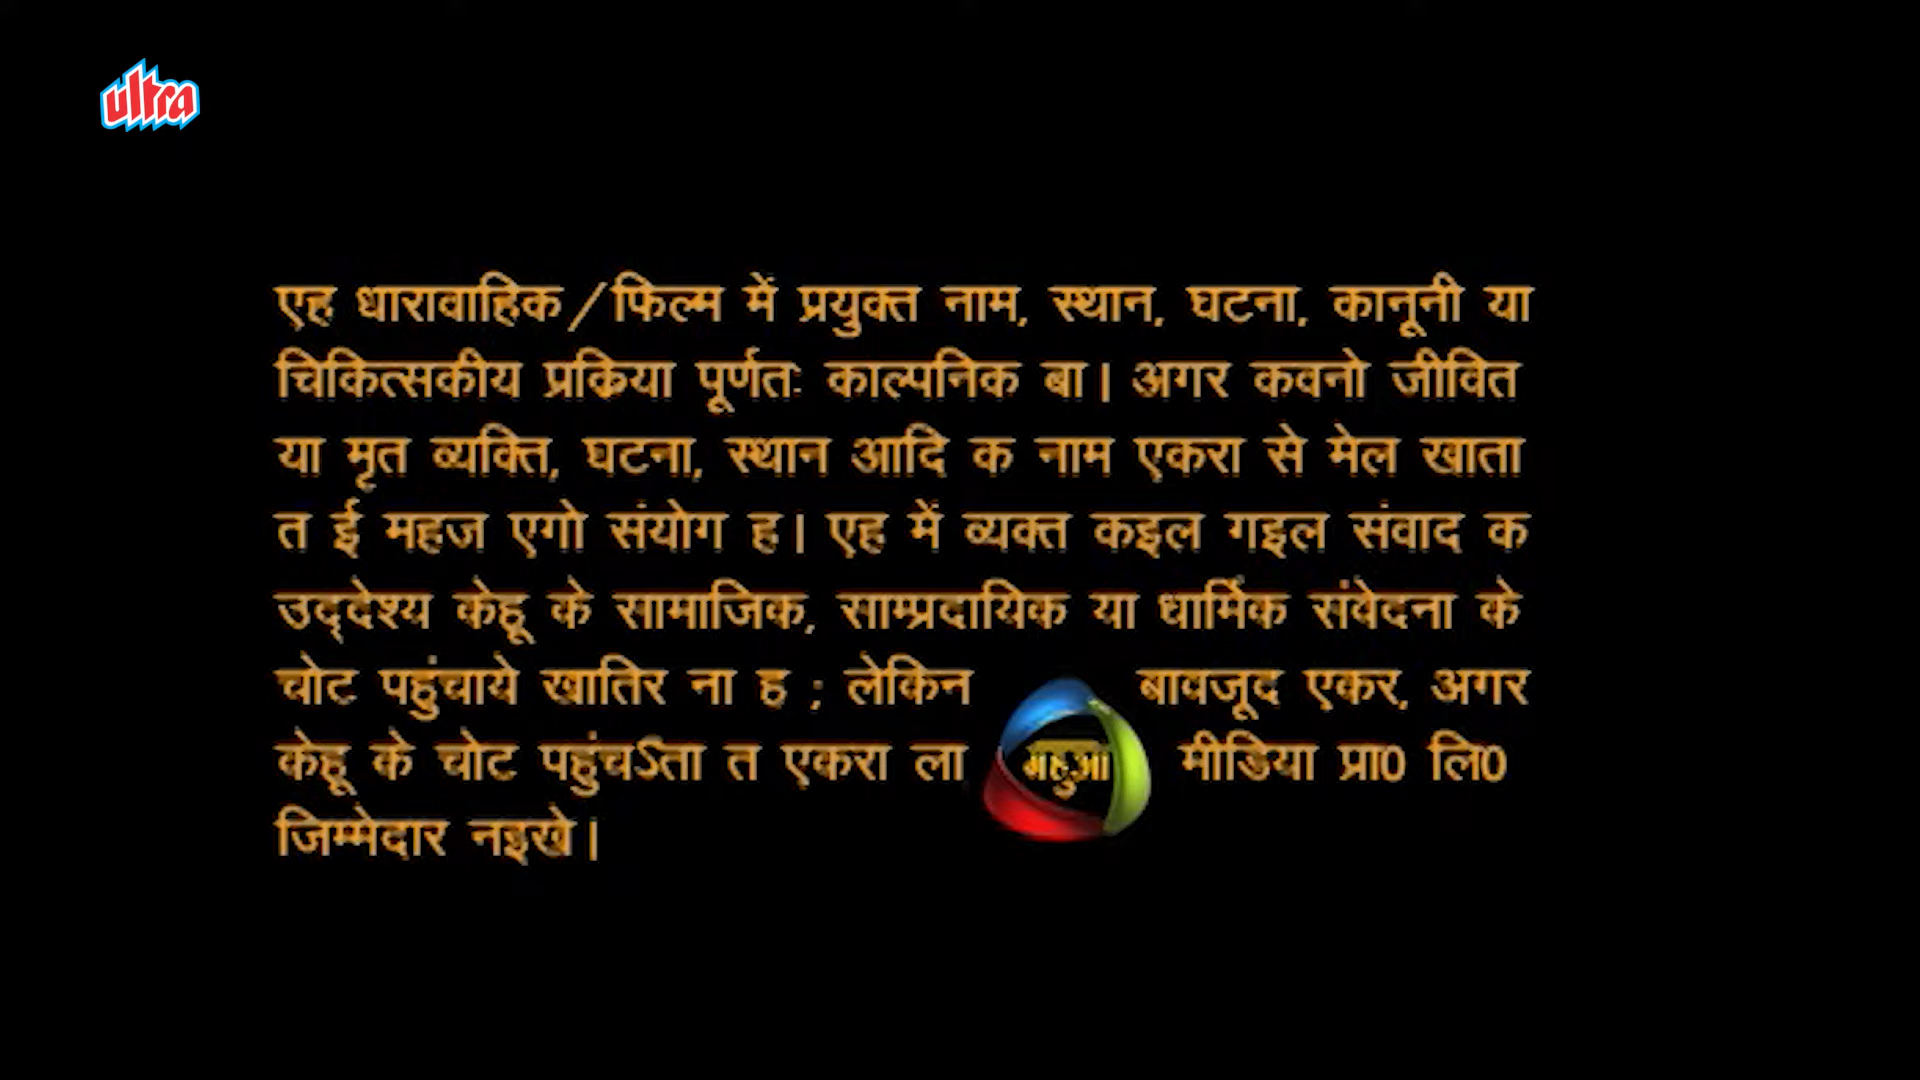 ultra
एह धारावाहिक/फिल्म में प्रयुक्त नाम, स्थान, घटना, कानूनी या
चिकित्सकीय प्रक्रिया पूर्णतः काल्पनिक बा। अगर कवनो जीवित
या मृत व्यक्ति, घटना, स्थान आदि क नाम एकरा से मेल खाता
त ई महज एगो संयोग ह। एह में व्यक्त कइल गइल संवाद क
उद्देश्य केहू के सामाजिक, साम्प्रदायिक या धार्मिक संवेदना के
चोट पहुंचाये खातिर ना ह ; लेकिन बावजूद एकर, अगर
केहू के चोट पहुंचऽता त एकरा ला महुआ मीडिया प्रा0 लि0
जिम्मेदार नइखे।